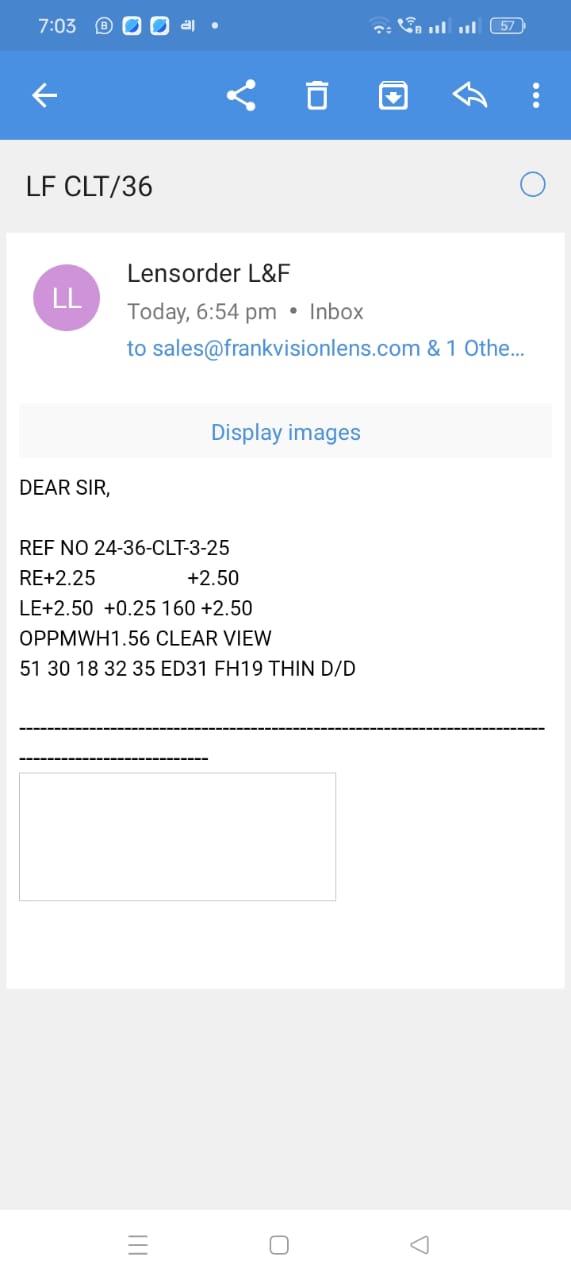 7:03
57
LF CLT/36
LL
Lensorder L&F
Today, 6:54 pm • Inbox
to sales@frankvisionlens.com & 1 Othe...
Display images
DEAR SIR,
REF NO 24-36-CLT-3-25
RE+2.25 +2.50
LE+2.50 +0.25 160 +2.50
OPPMWH1.56 CLEAR VIEW
51 30 18 32 35 ED31 FH19 THIN D/D
---------------------------------------------------------------------------
---------------------------